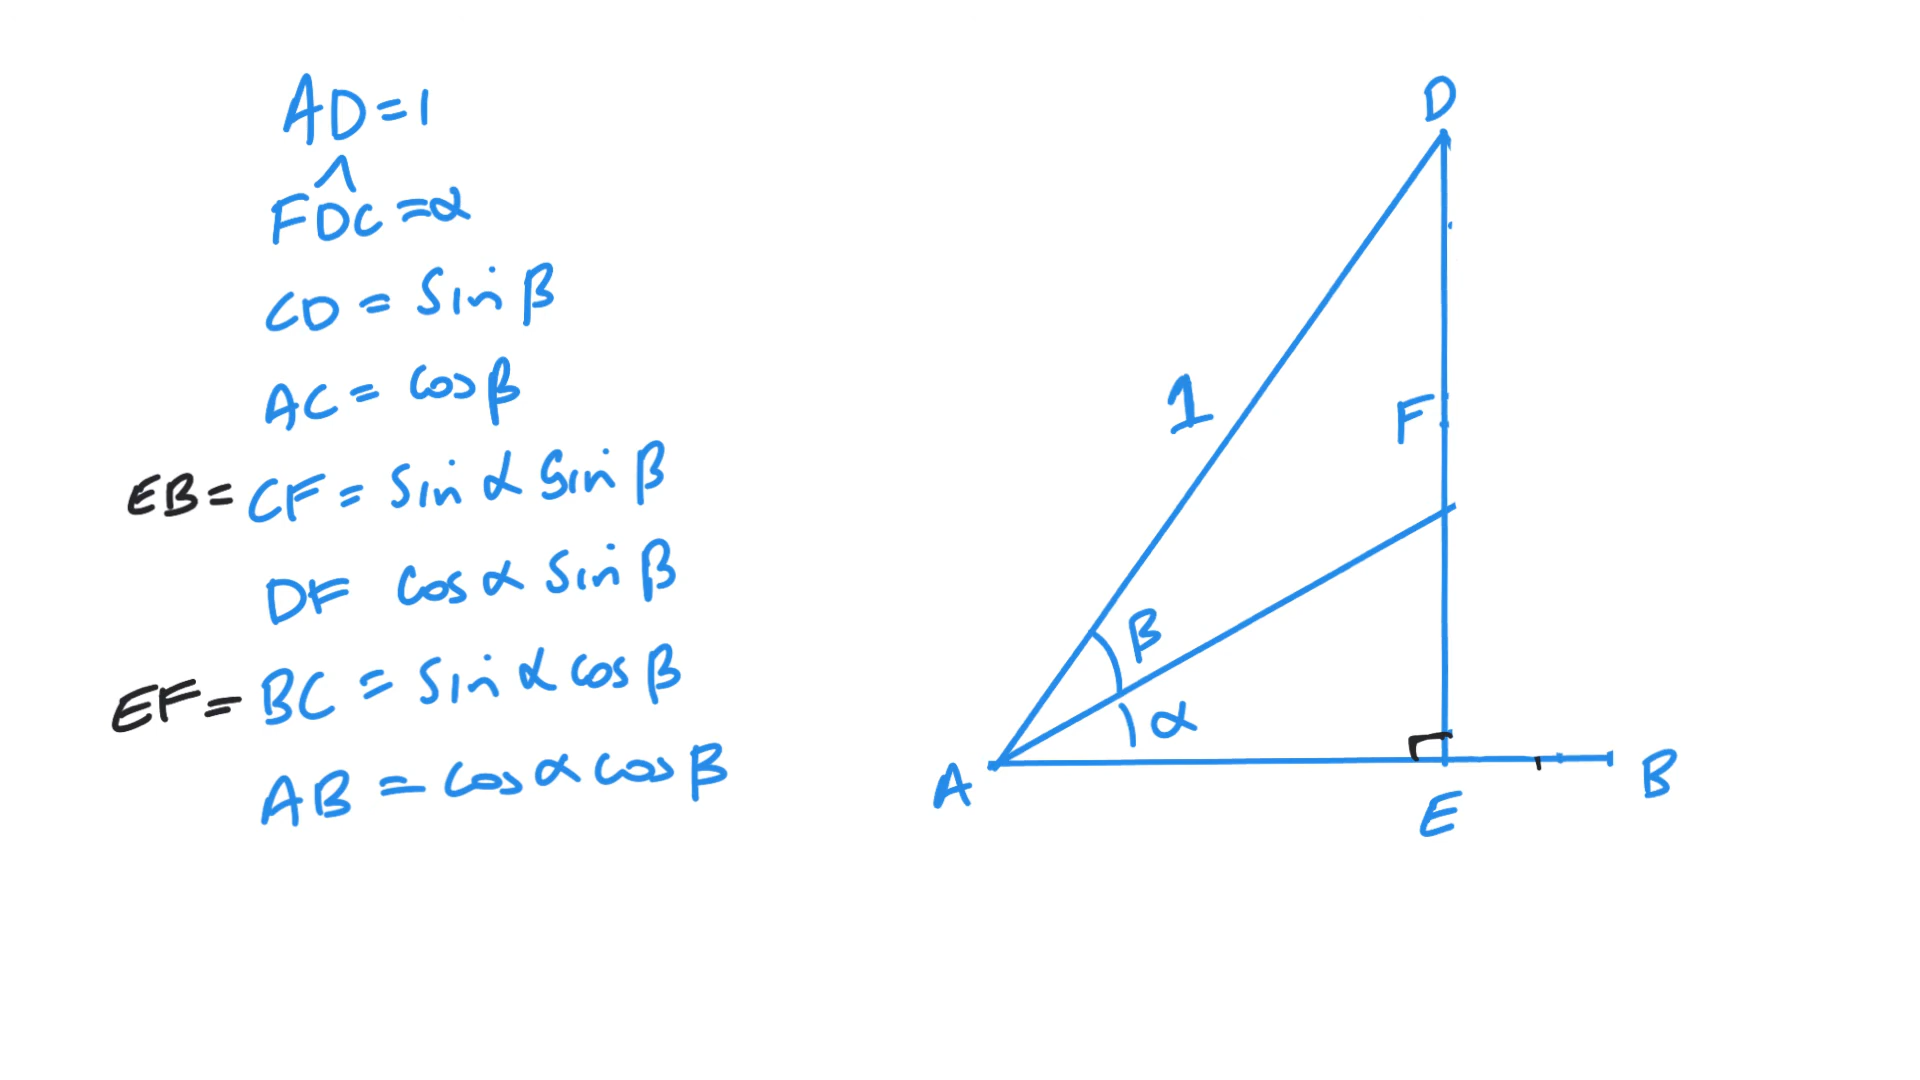 AD = 1
FD̂C = α
CD = Sin β
AC = cos β
EB = CF = Sin α Sin β
DF cos α Sin β
EF = BC = Sin α cos β
AB = cos α cos β
D
1
F
β
α
A
E
B